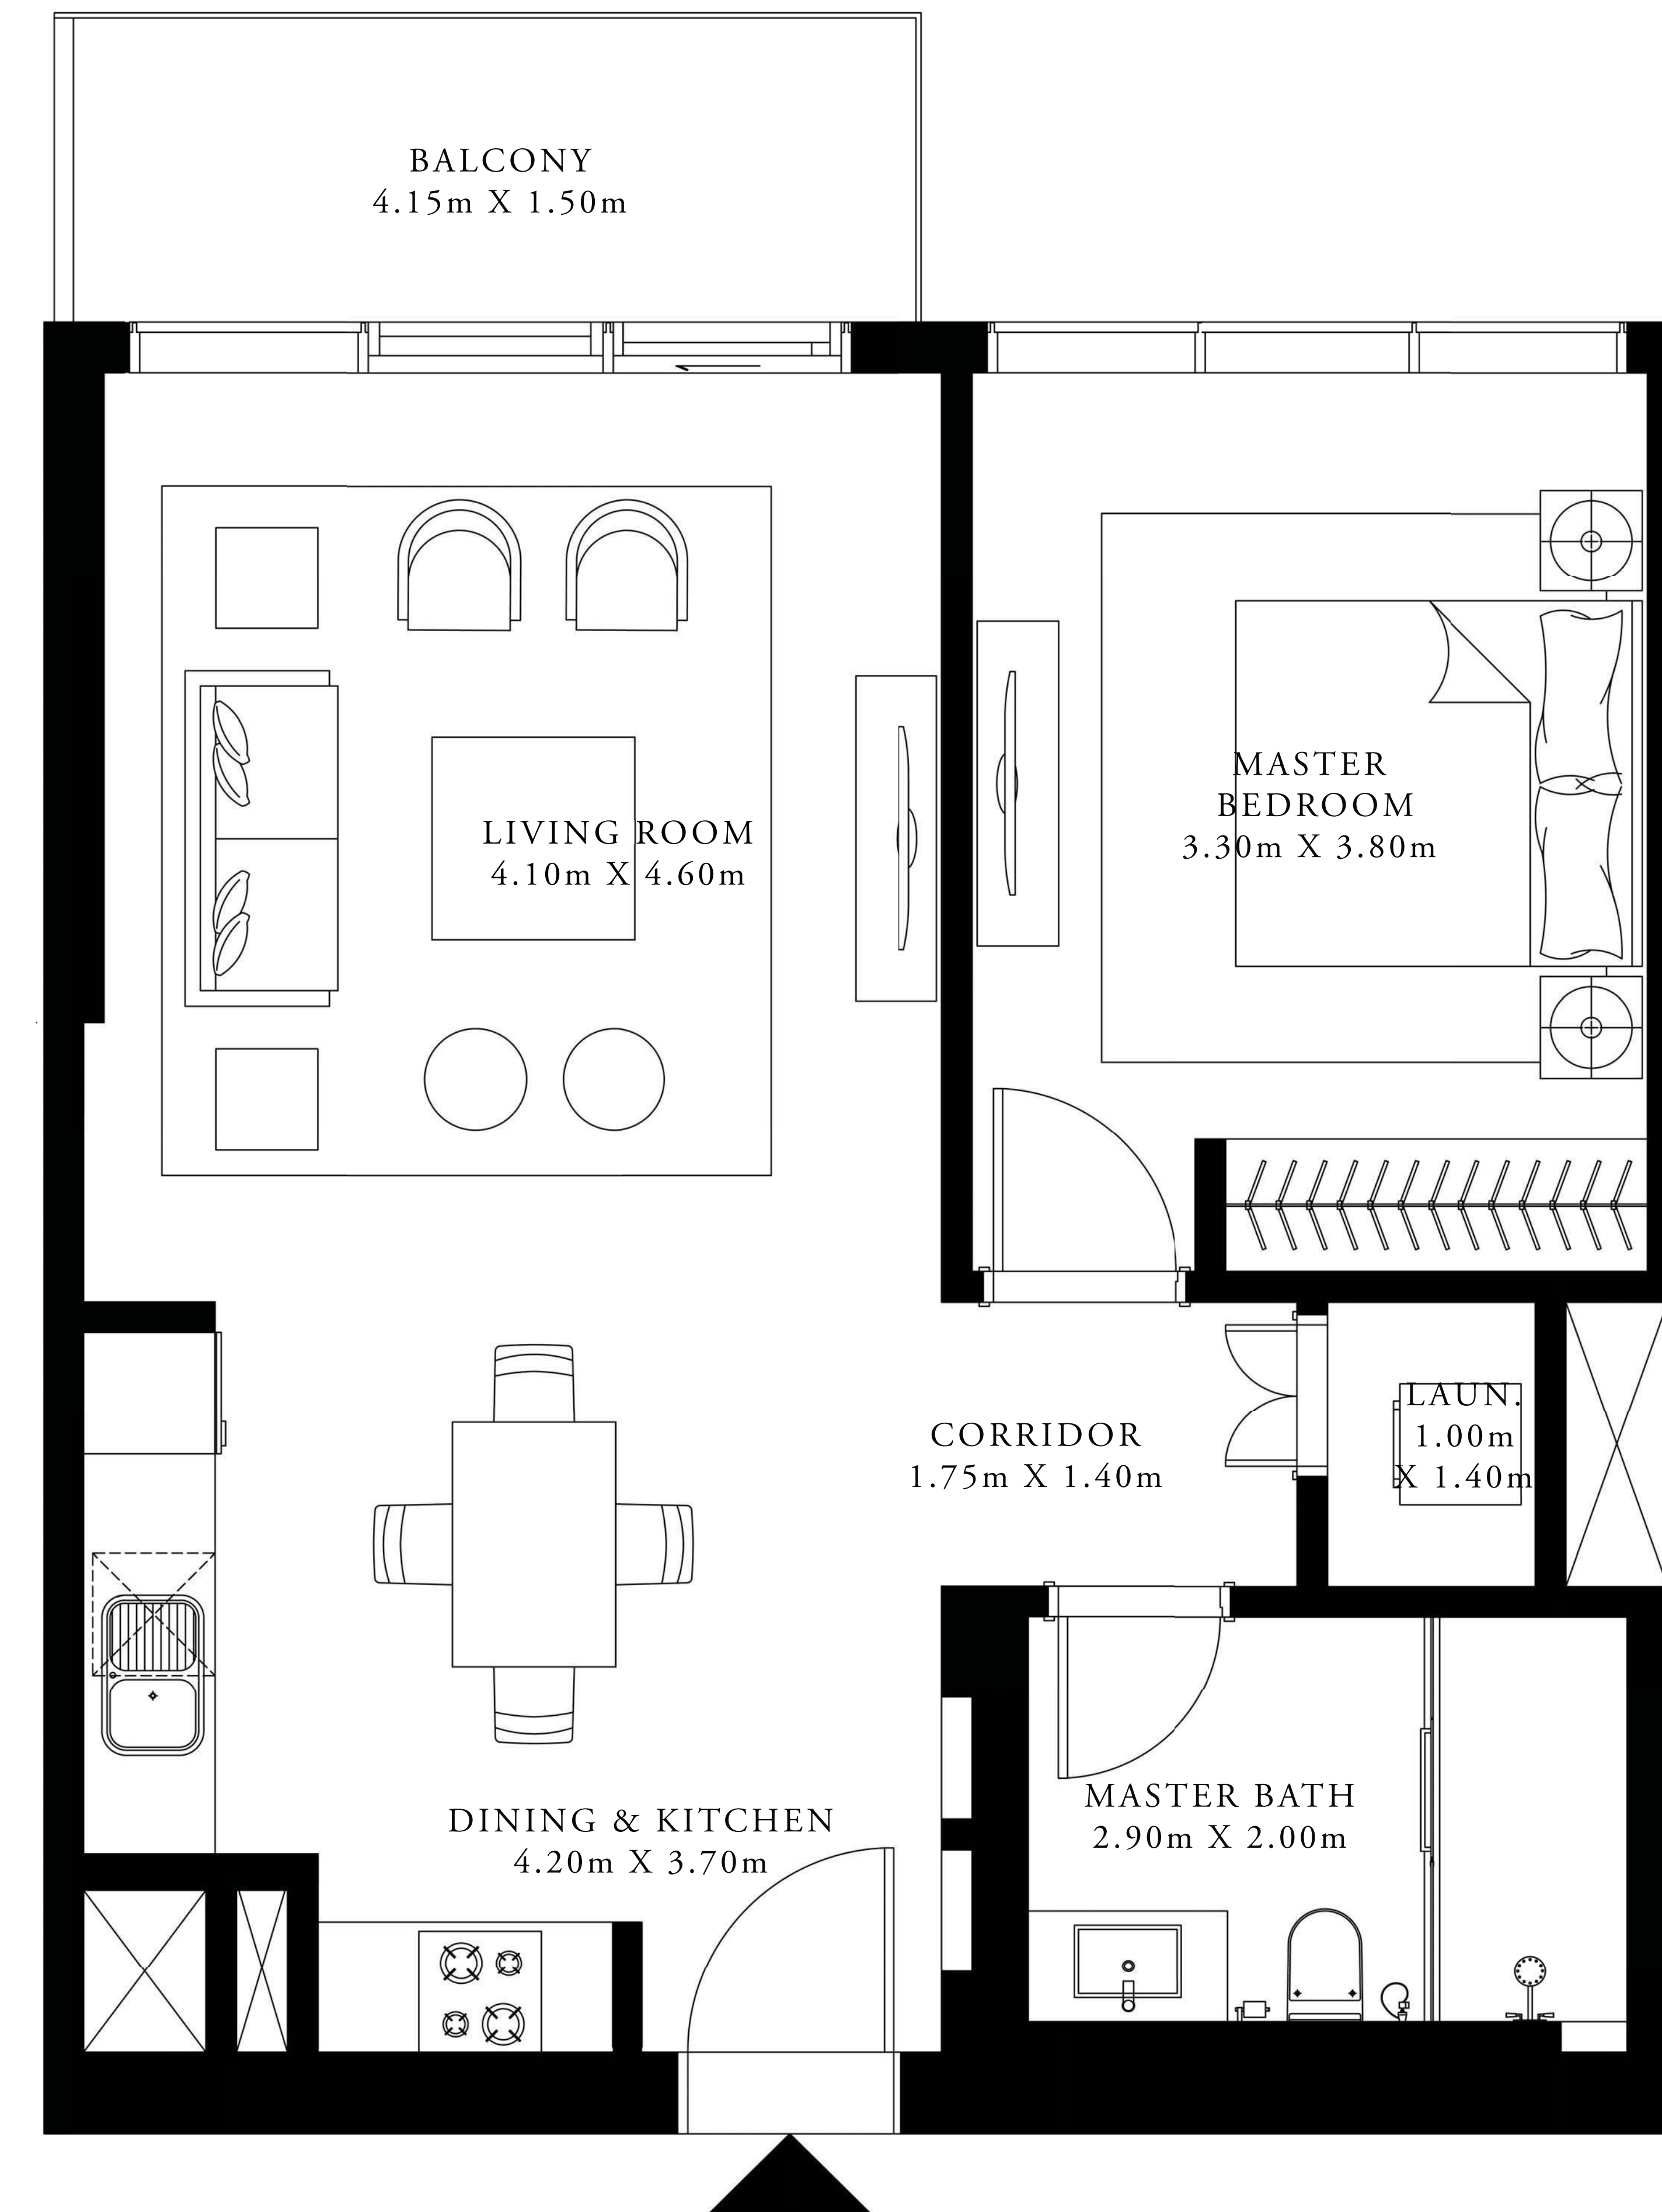 BALCONY
4.15m X 1.50m
LIVING ROOM
4.10m X 4.60m
MASTER
BEDROOM
3.30m X 3.80m
CORRIDOR
1.75m X 1.40m
LAUN.
1.00m
X 1.40m
DINING & KITCHEN
4.20m X 3.70m
MASTER BATH
2.90m X 2.00m